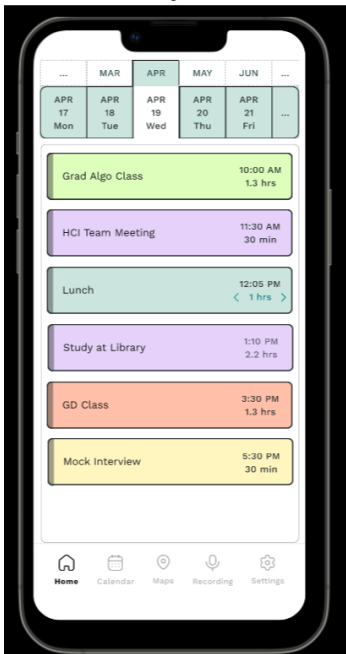 ... MAR APR MAY JUN ...
APR APR APR APR APR
17 18 19 20 21 ...
Mon Tue Wed Thu Fri
Grad Algo Class 10:00 AM
1.3 hrs
HCI Team Meeting 11:30 AM
30 min
Lunch 12:05 PM
< 1 hrs >
Study at Library 1:10 PM
2.2 hrs
GD Class 3:30 PM
1.3 hrs
Mock Interview 5:30 PM
30 min
Home Calendar Maps Recording Settings